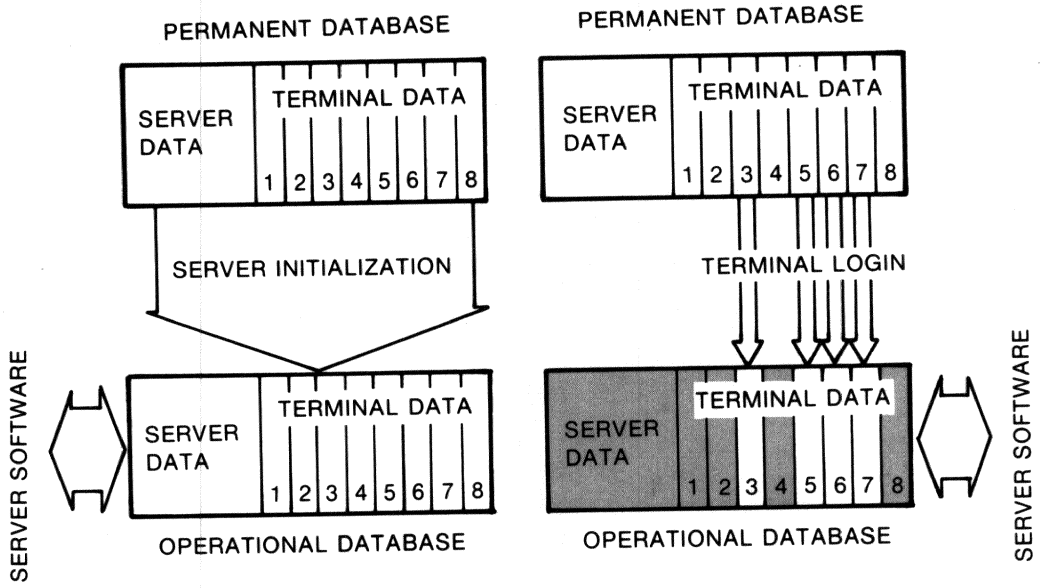 PERMANENT DATABASE
SERVER
DATA
TERMINAL DATA
1 2 3 4 5 6 7 8
SERVER INITIALIZATION
SERVER SOFTWARE
SERVER
DATA
TERMINAL DATA
1 2 3 4 5 6 7 8
OPERATIONAL DATABASE
PERMANENT DATABASE
SERVER
DATA
TERMINAL DATA
1 2 3 4 5 6 7 8
TERMINAL LOGIN
SERVER
DATA
TERMINAL DATA
1 2 3 4 5 6 7 8
OPERATIONAL DATABASE
SERVER SOFTWARE